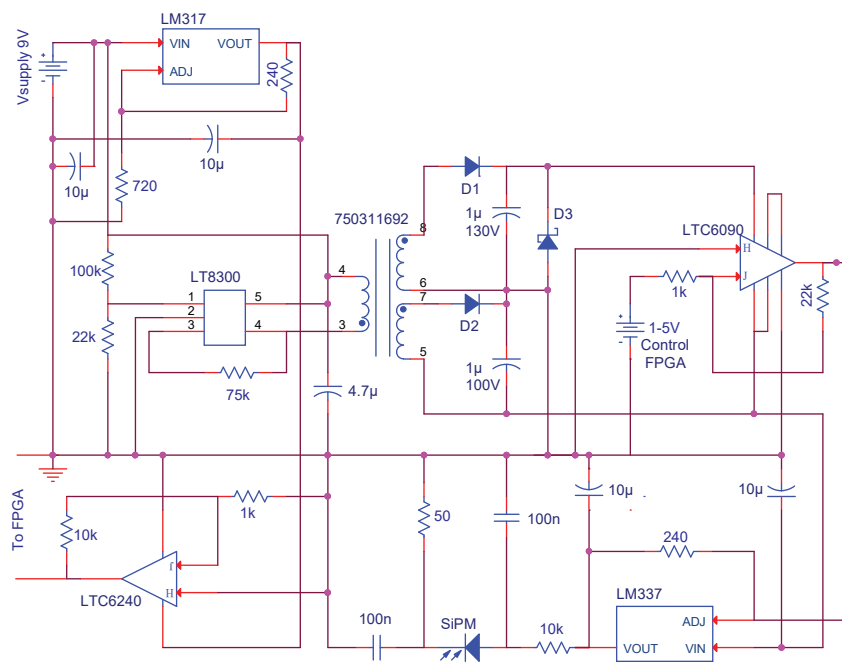 LM317
VIN VOUT
ADJ
240
Vsupply 9V
+
-
10µ
10µ
720
100k
22k
LT8300
1
2
3
5
4
75k
4.7µ
750311692
4
3
8
6
7
5
D1
1µ
130V
D3
D2
1µ
100V
LTC6090
H
J
1k
22k
+
-
1-5V
Control
FPGA
To FPGA
10k
1k
J
H
LTC6240
50
100n
10µ
10µ
240
100n
SiPM
10k
LM337
ADJ
VOUT VIN